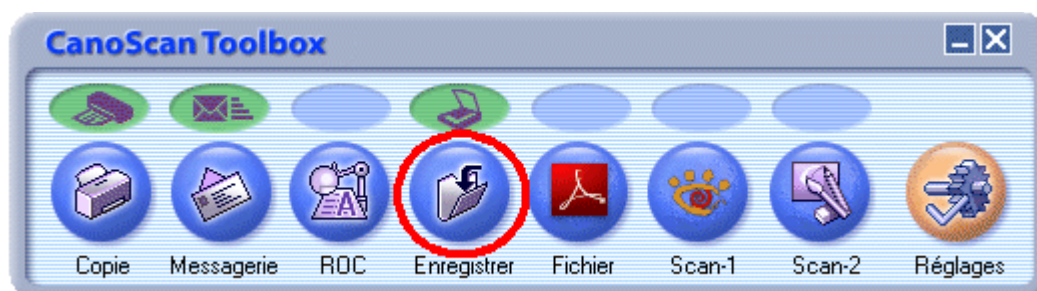 CanoScan Toolbox
Copie Messagerie ROC Enregistrer Fichier Scan-1 Scan-2 Réglages